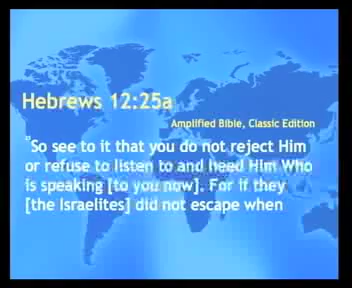 Hebrews 12:25a
Amplified Bible, Classic Edition
25 So see to it that you do not reject Him
or refuse to listen to and heed Him Who
is speaking [to you now]. For if they
[the Israelites] did not escape when